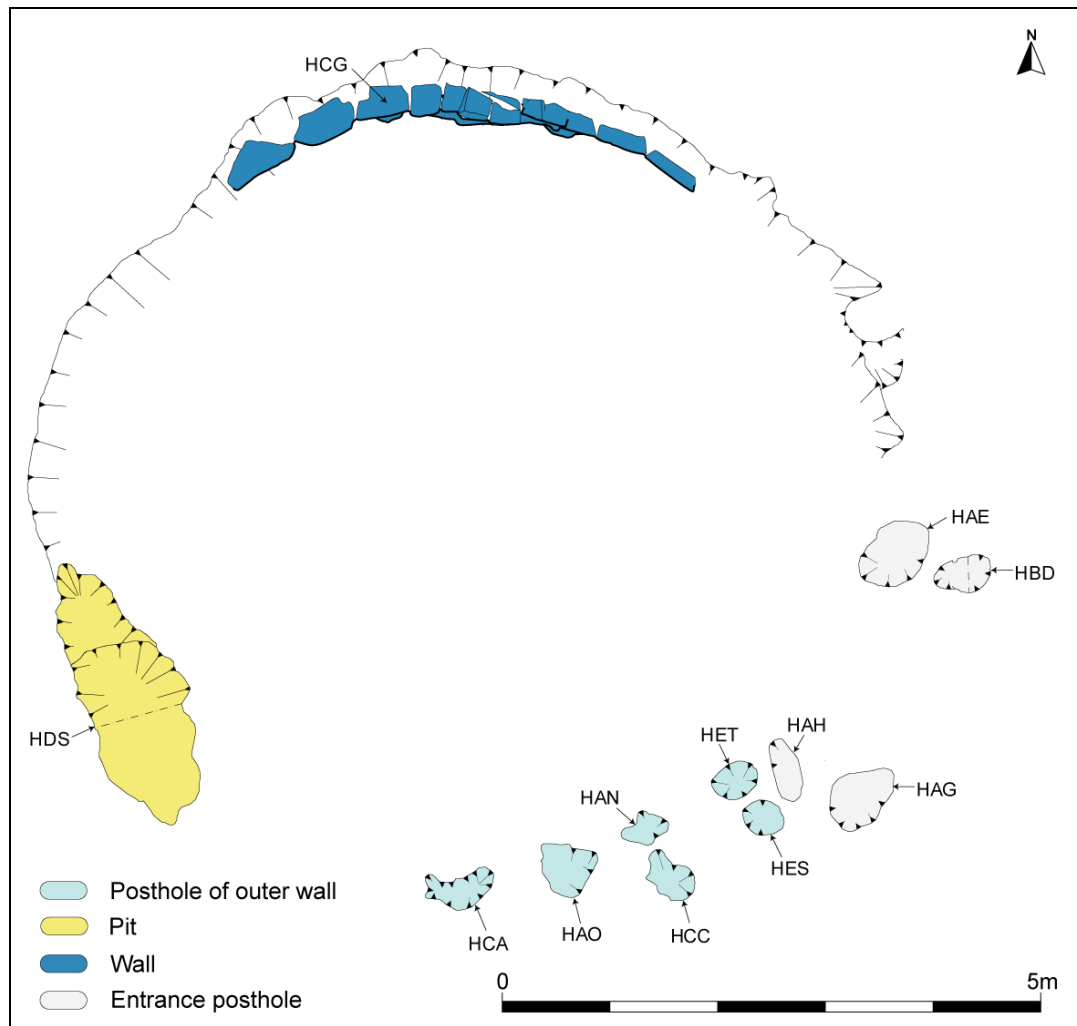 N
HCG
HAE
HBD
HDS
HET
HAH
HAN
HAG
HES
HCA
HAO
HCC
Posthole of outer wall
Pit
Wall
Entrance posthole
0 5m